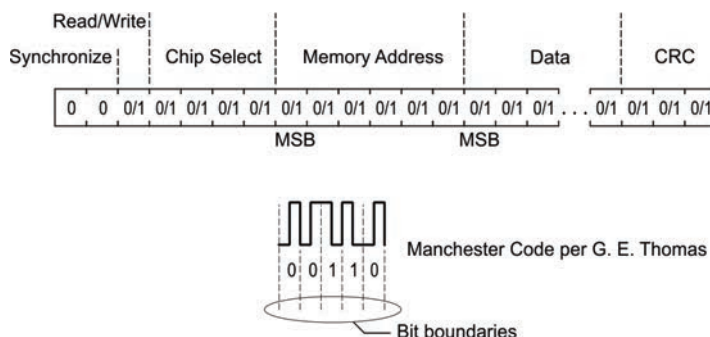 Read/Write
Synchronize Chip Select Memory Address Data CRC
0 0 0/1 0/1 0/1 0/1 0/1 0/1 0/1 0/1 0/1 0/1 0/1 0/1 0/1 0/1 ... 0/1 0/1 0/1 0/1
MSB MSB
Manchester Code per G. E. Thomas
0 0 1 1 0
Bit boundaries